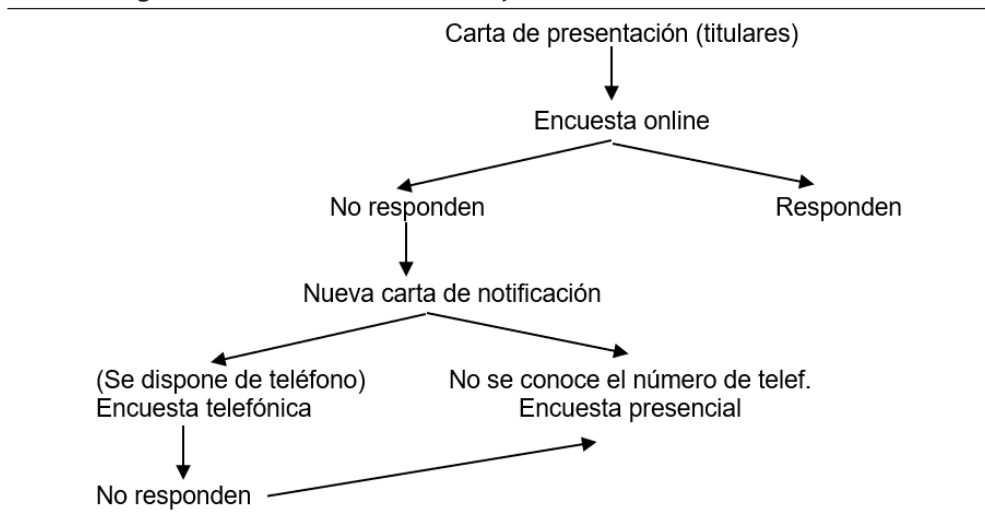 Carta de presentación (titulares)
Encuesta online
No responden
Responden
Nueva carta de notificación
(Se dispone de teléfono)
Encuesta telefónica
No se conoce el número de telef.
Encuesta presencial
No responden